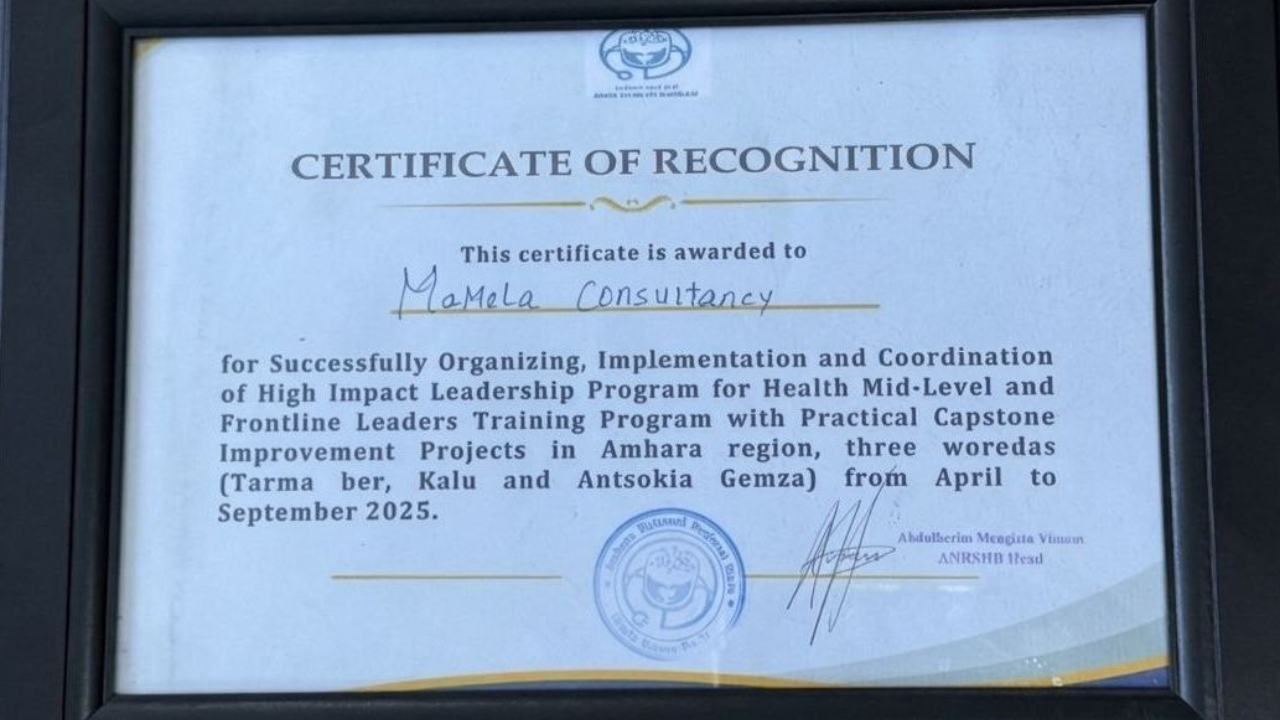 CERTIFICATE OF RECOGNITION
This certificate is awarded to
MaMela Consultancy
for Successfully Organizing, Implementation and Coordination
of High Impact Leadership Program for Health Mid-Level and
Frontline Leaders Training Program with Practical Capstone
Improvement Projects in Amhara region, three woredas
(Tarma ber, Kalu and Antsokia Gemza) from April to
September 2025.
ANRSHB Head